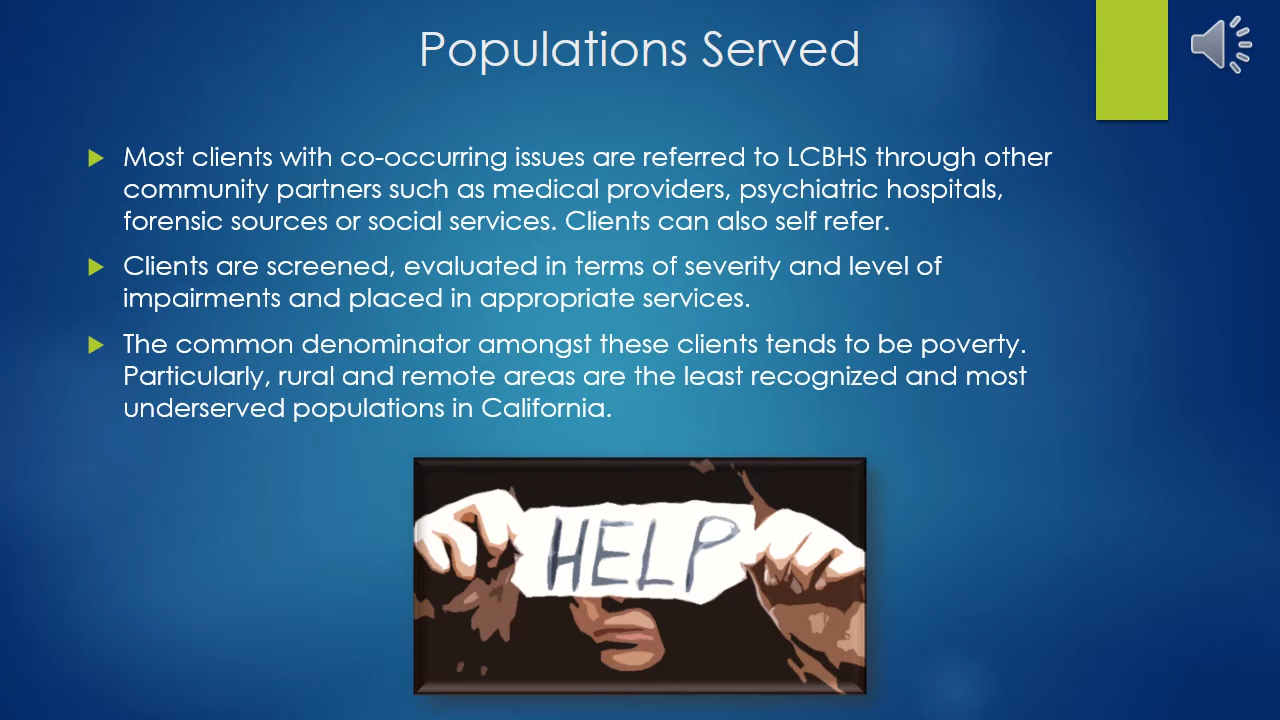 Populations Served
Most clients with co-occurring issues are referred to LCBHS through other
community partners such as medical providers, psychiatric hospitals,
forensic sources or social services. Clients can also self refer.
Clients are screened, evaluated in terms of severity and level of
impairments and placed in appropriate services.
The common denominator amongst these clients tends to be poverty.
Particularly, rural and remote areas are the least recognized and most
underserved populations in California.
HELP